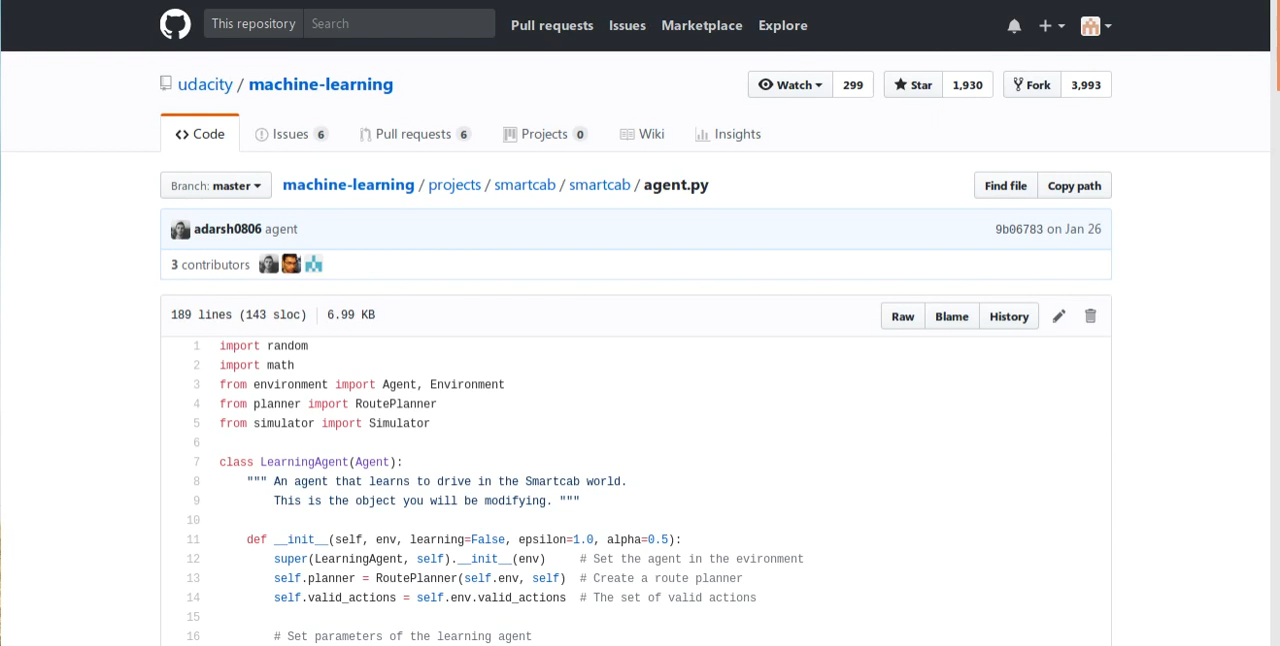 This repository Search Pull requests Issues Marketplace Explore
udacity / machine-learning Watch 299 Star 1,930 Fork 3,993
Code Issues 6 Pull requests 6 Projects 0 Wiki Insights
Branch: master machine-learning / projects / smartcab / smartcab / agent.py Find file Copy path
adarsh0806 agent 9b06783 on Jan 26
3 contributors
189 lines (143 sloc) 6.99 KB Raw Blame History
1 import random
2 import math
3 from environment import Agent, Environment
4 from planner import RoutePlanner
5 from simulator import Simulator
6
7 class LearningAgent(Agent):
8     """ An agent that learns to drive in the Smartcab world.
9         This is the object you will be modifying. """
10
11     def __init__(self, env, learning=False, epsilon=1.0, alpha=0.5):
12         super(LearningAgent, self).__init__(env)     # Set the agent in the evironment
13         self.planner = RoutePlanner(self.env, self)  # Create a route planner
14         self.valid_actions = self.env.valid_actions  # The set of valid actions
15
16         # Set parameters of the learning agent